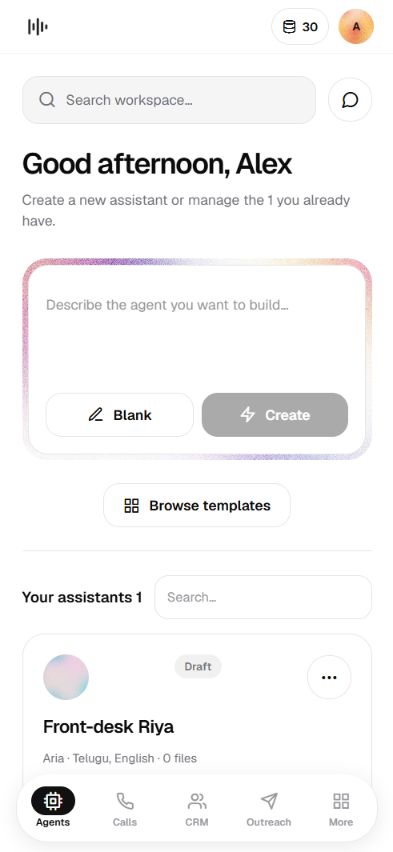 30
A
Search workspace...
Good afternoon, Alex
Create a new assistant or manage the 1 you already
have.
Describe the agent you want to build...
Blank
Create
Browse templates
Your assistants 1
Search...
Draft
Front-desk Riya
Aria · Telugu, English · 0 files
Agents
Calls
CRM
Outreach
More